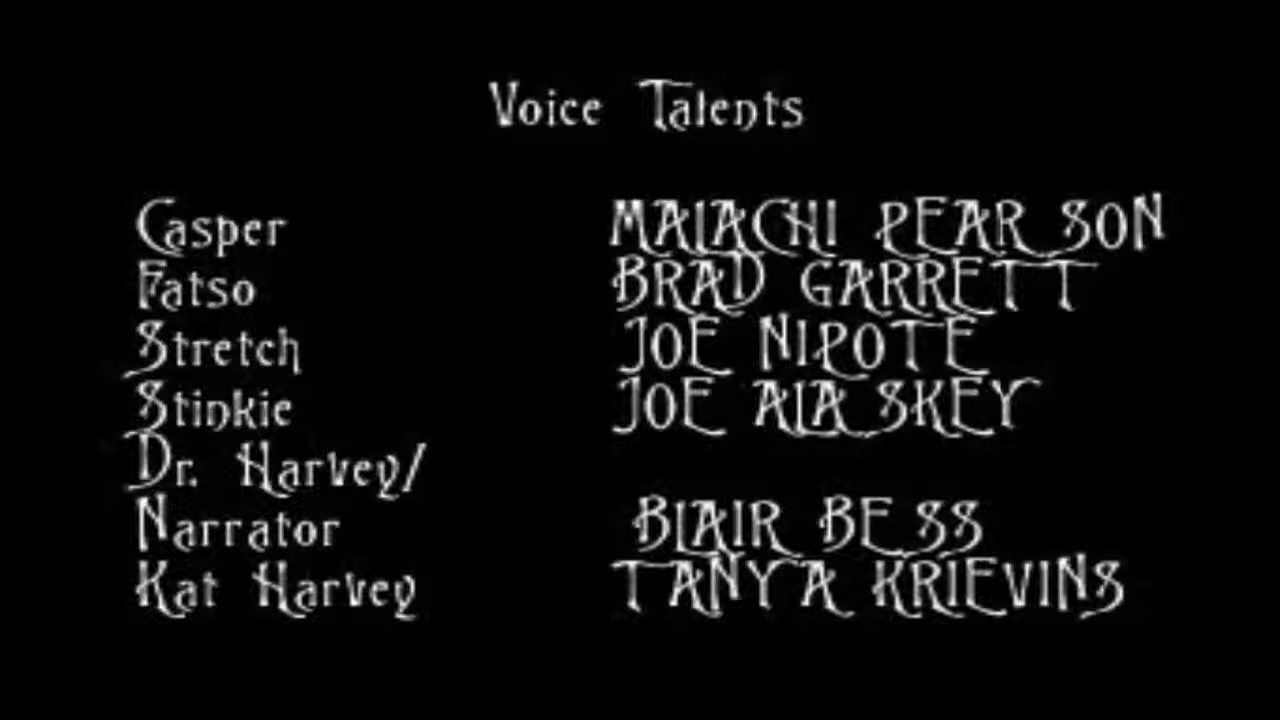 Voice Talents
Casper MALACHI PEARSON
Fatso BRAD GARRETT
Stretch JOE NIPOTE
Stinkie JOE ALASKEY
Dr. Harvey/
Narrator BLAIR BESS
Kat Harvey TANYA KRIEVINS